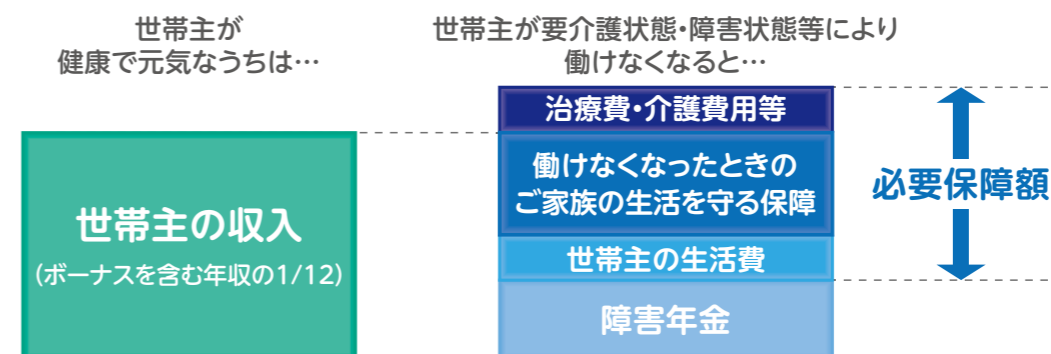 世帯主が
健康で元気なうちは…
世帯主が要介護状態・障害状態等により
働けなくなると…
治療費・介護費用等
働けなくなったときの
ご家族の生活を守る保障
必要保障額
世帯主の収入
(ボーナスを含む年収の1/12)
世帯主の生活費
障害年金